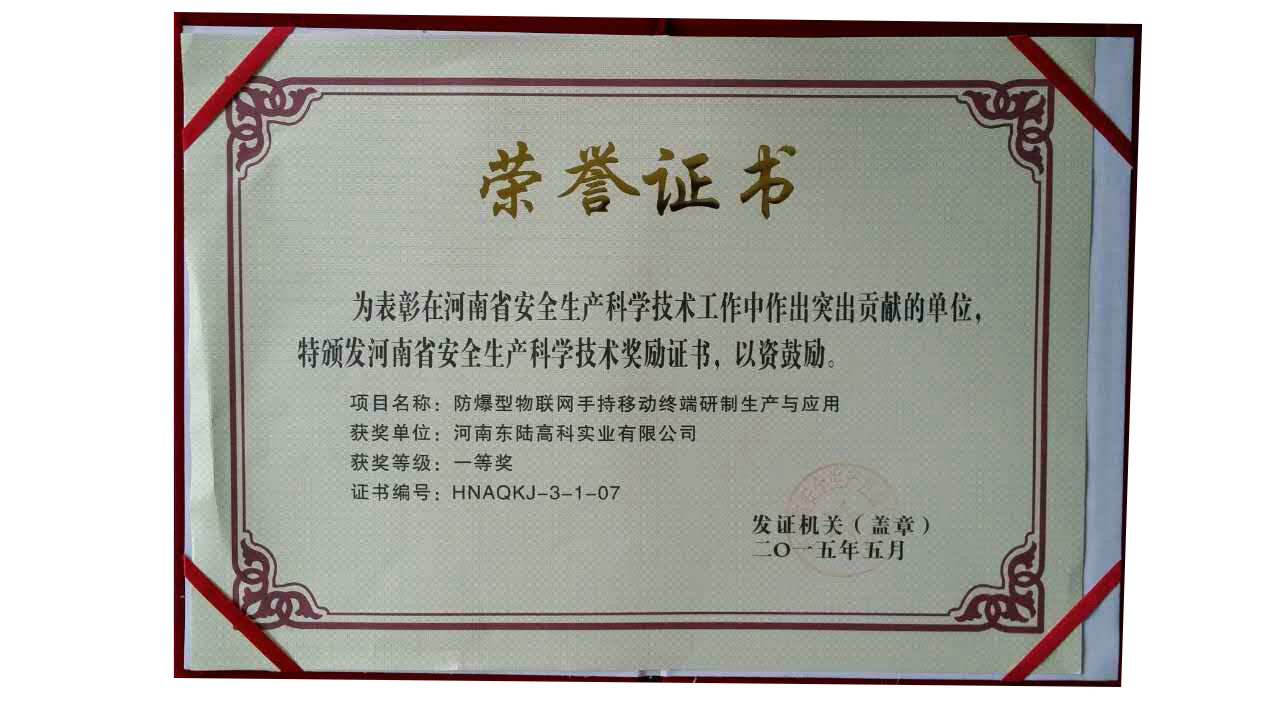 荣誉证书
为表彰在河南省安全生产科学技术工作中作出突出贡献的单位，
特颁发河南省安全生产科学技术奖励证书，以资鼓励。
项目名称：防爆型物联网手持移动终端研制生产与应用
获奖单位：河南东陆高科实业有限公司
获奖等级：一等奖
证书编号：HNAQKJ-3-1-07
发证机关（盖章）
二〇一五年五月